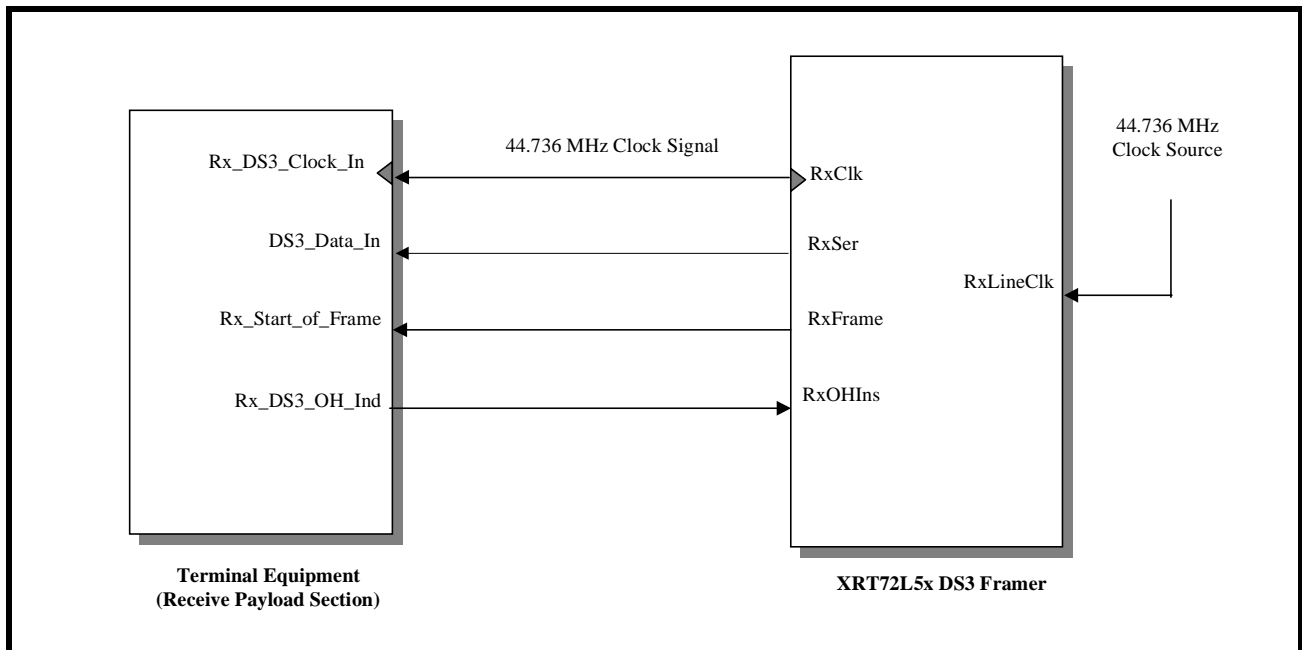 44.736 MHz
Clock Source
44.736 MHz Clock Signal
Rx_DS3_Clock_In
RxClk
DS3_Data_In
RxSer
RxLineClk
Rx_Start_of_Frame
RxFrame
Rx_DS3_OH_Ind
RxOHIns
Terminal Equipment
(Receive Payload Section)
XRT72L5x DS3 Framer